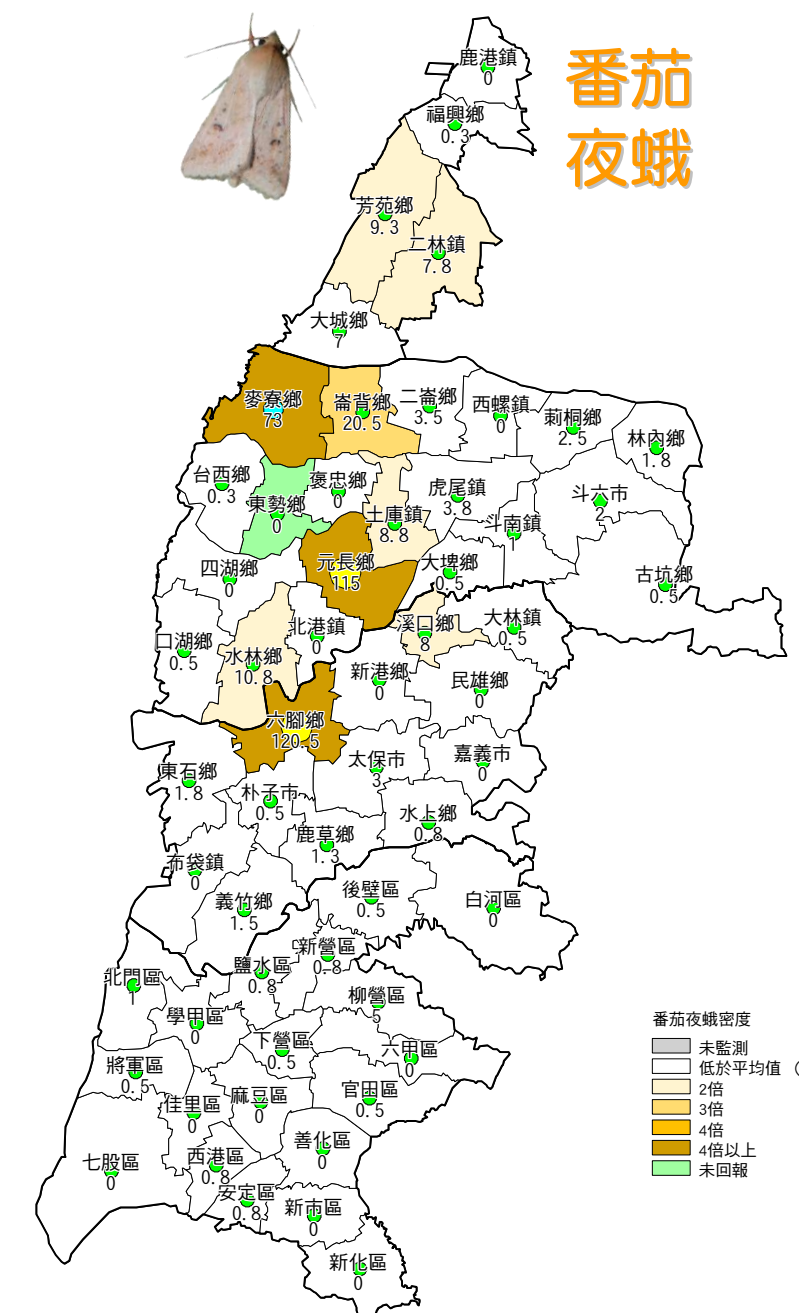 番茄
夜蛾
鹿港鎮
0
福興鄉
0.3
芳苑鄉
9.3
二林鎮
7.8
大城鄉
7
麥寮鄉
73
崙背鄉
20.5
二崙鄉
3.5
西螺鎮
0
莿桐鄉
2.5
林內鄉
1.8
台西鄉
0.3
東勢鄉
0
褒忠鄉
0
土庫鎮
8.8
虎尾鎮
3.8
斗南鎮
1
斗六市
2
四湖鄉
0
元長鄉
115
大埤鄉
0.5
古坑鄉
0.5
口湖鄉
0.5
水林鄉
10.8
北港鎮
0
溪口鄉
8
大林鎮
0.5
新港鄉
0
民雄鄉
0
六腳鄉
120.5
東石鄉
1.8
朴子市
0.5
太保市
3
嘉義市
0
鹿草鄉
1.3
水上鄉
0.8
布袋鎮
0
義竹鄉
1.5
後壁區
0.5
白河區
0
北門區
1
鹽水區
0.8
新營區
0.8
柳營區
5
學甲區
0
下營區
0.5
六甲區
0
將軍區
0.5
佳里區
0
麻豆區
0
官田區
0.5
七股區
0
西港區
0.8
善化區
0
安定區
0.8
新市區
0
新化區
0
番茄夜蛾密度
未監測
低於平均值（
2倍
3倍
4倍
4倍以上
未回報